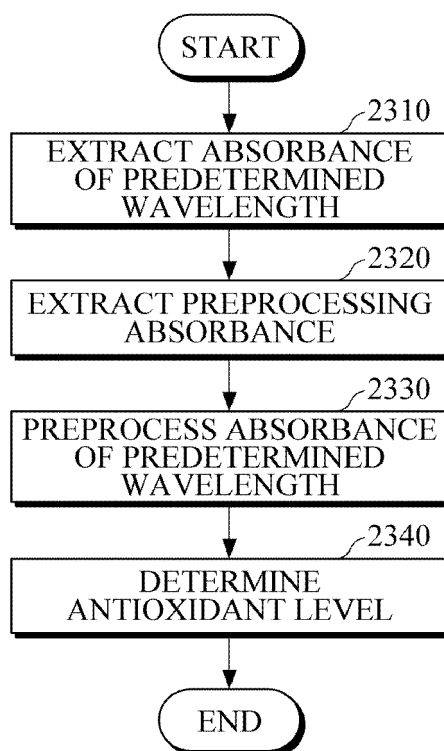 START
2310
EXTRACT ABSORBANCE
OF PREDETERMINED
WAVELENGTH
2320
EXTRACT PREPROCESSING
ABSORBANCE
2330
PREPROCESS ABSORBANCE
OF PREDETERMINED
WAVELENGTH
2340
DETERMINE
ANTIOXIDANT LEVEL
END